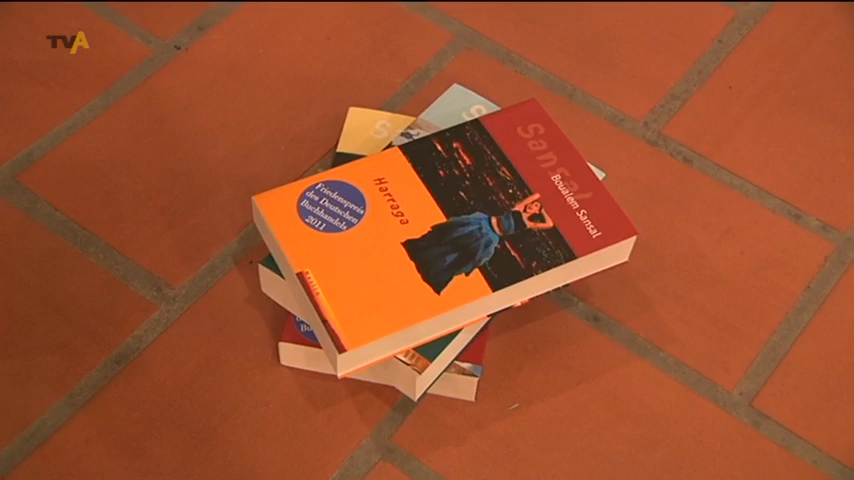 TVA
Sansal
Boualem Sansal
Harraga
Friedenspreis
des Deutschen
Buchhandels
2011